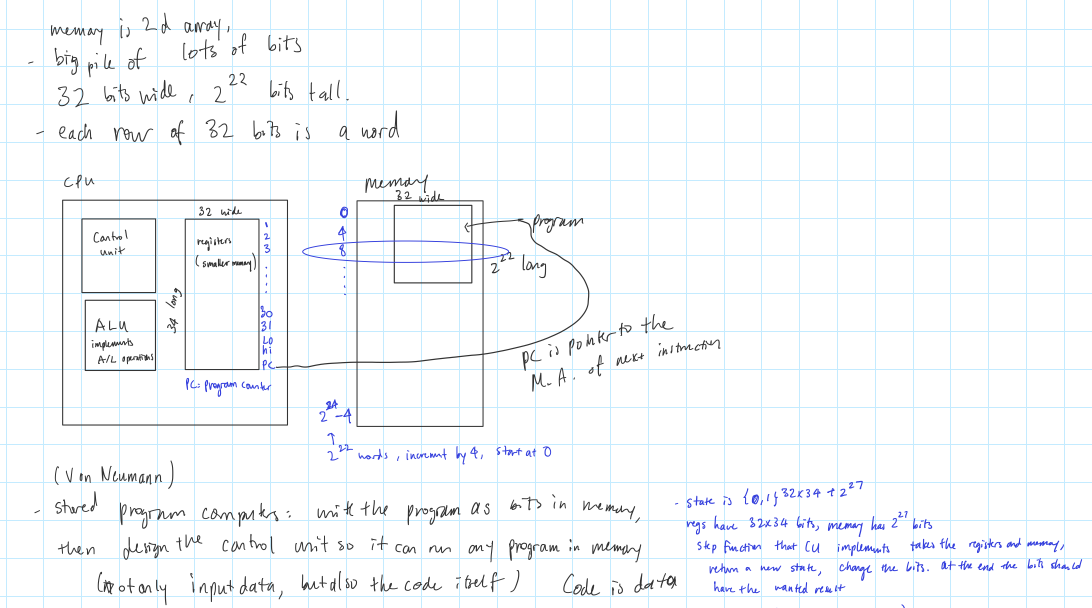 memory is 2d array,
- big pile of lots of bits
32 bits wide, 2^22 bits tall.
- each row of 32 bits is a word
CPU
Control
unit
ALU
implements
A/L operations
32 wide
registers
(smaller memory)
34 long
1
2
3
30
31
Lo
hi
PC
PC: program counter
memory
32 wide
0
4
8
2^24-4
↑
2^22 words, increment by 4, start at 0
program
2^22 long
PC is pointer to the
M.A. of next instruction
(Von Neumann)
- stored program computers: write the program as bits in memory,
then design the control unit so it can run any program in memory
(not only input data, but also the code itself) Code is data
- state is {0,1}^32x34 + 2^27
regs have 32x34 bits, memory has 2^27 bits
step function that CU implements takes the registers and memory,
return a new state, change the bits. at the end the bits should
have the wanted result